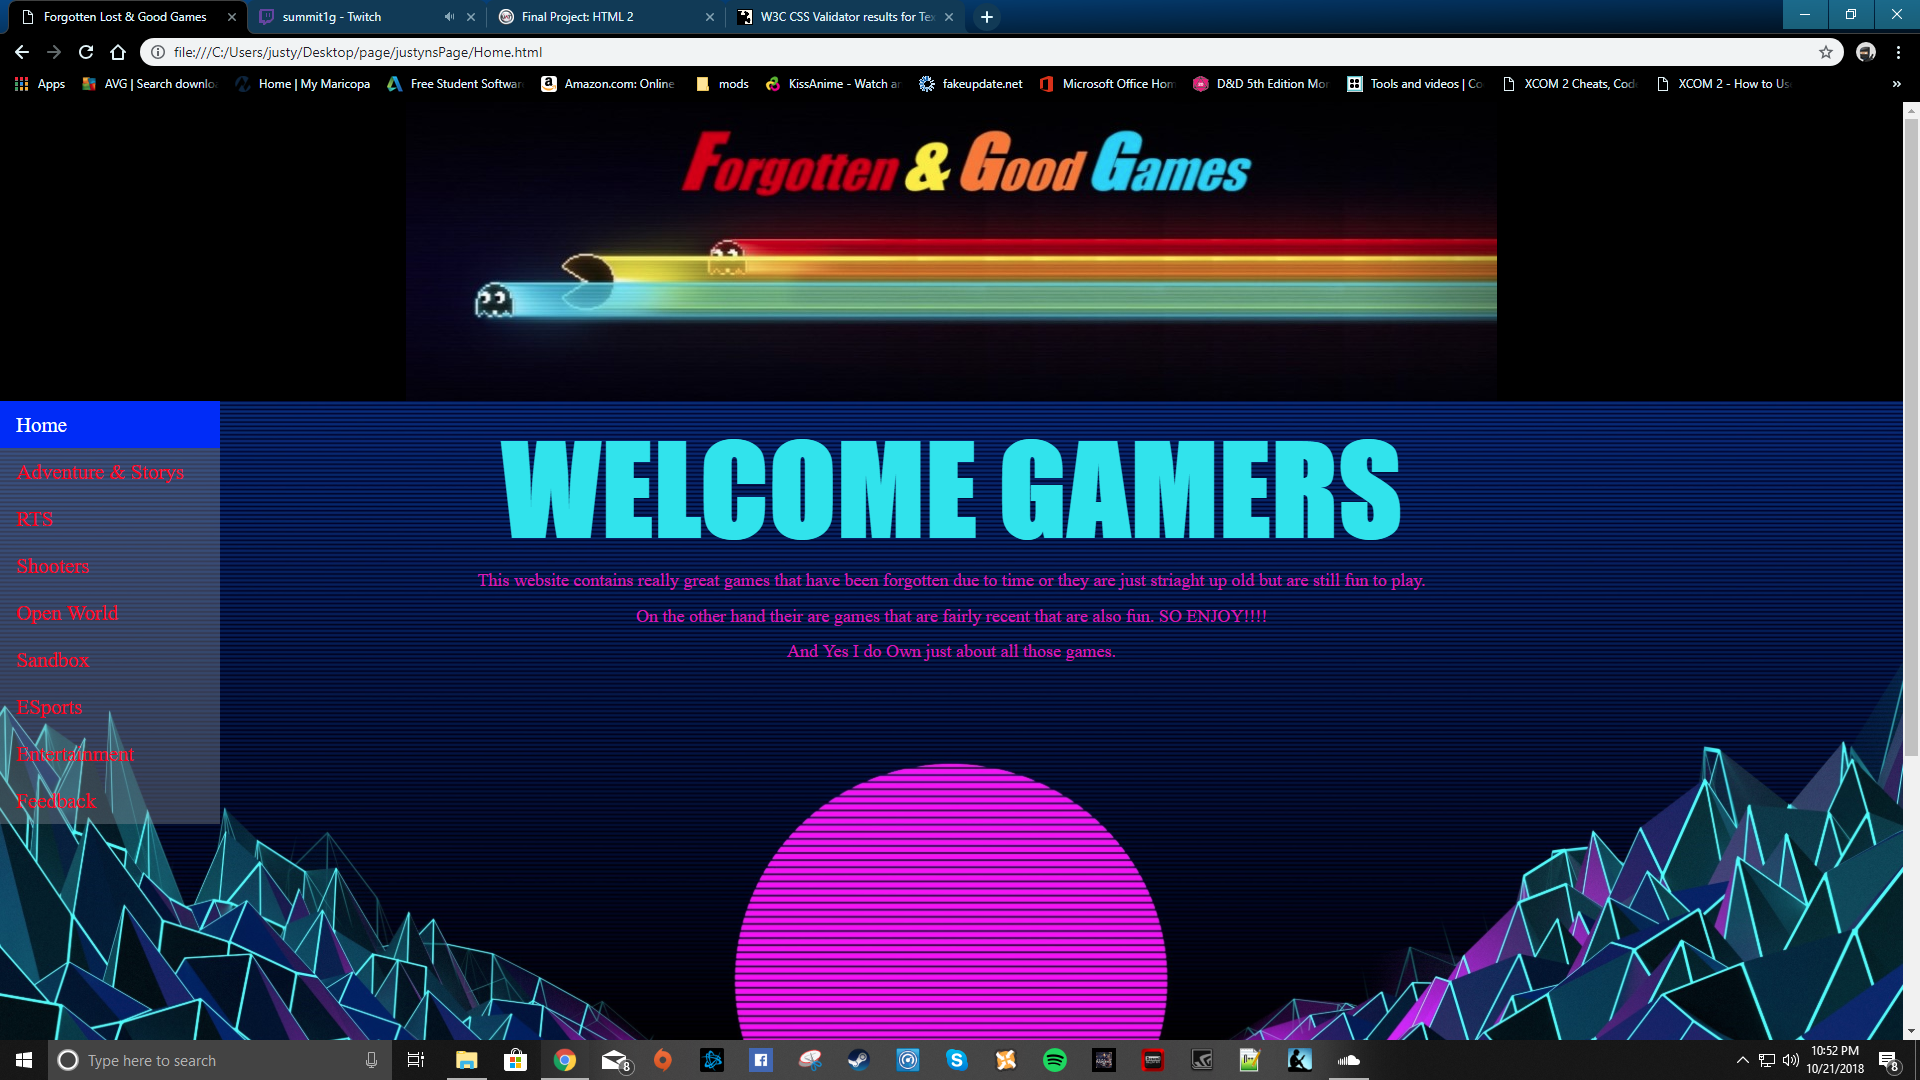 Forgotten Lost & Good Games
summit1g - Twitch
Final Project: HTML 2
W3C CSS Validator results for Tex
file:///C:/Users/justy/Desktop/page/justynsPage/Home.html
Apps
AVG | Search downlo
Home | My Maricopa
Free Student Softwar
Amazon.com: Online
mods
KissAnime - Watch an
fakeupdate.net
Microsoft Office Hom
D&D 5th Edition Mon
Tools and videos | Co
XCOM 2 Cheats, Cod
XCOM 2 - How to Us
»
Forgotten & Good Games
Home
Adventure & Storys
RTS
Shooters
Open World
Sandbox
ESports
Entertainment
Feedback
WELCOME GAMERS
This website contains really great games that have been forgotten due to time or they are just striaght up old but are still fun to play.
On the other hand their are games that are fairly recent that are also fun. SO ENJOY!!!!
And Yes I do Own just about all those games.
Type here to search
8
10:52 PM
10/21/2018
8